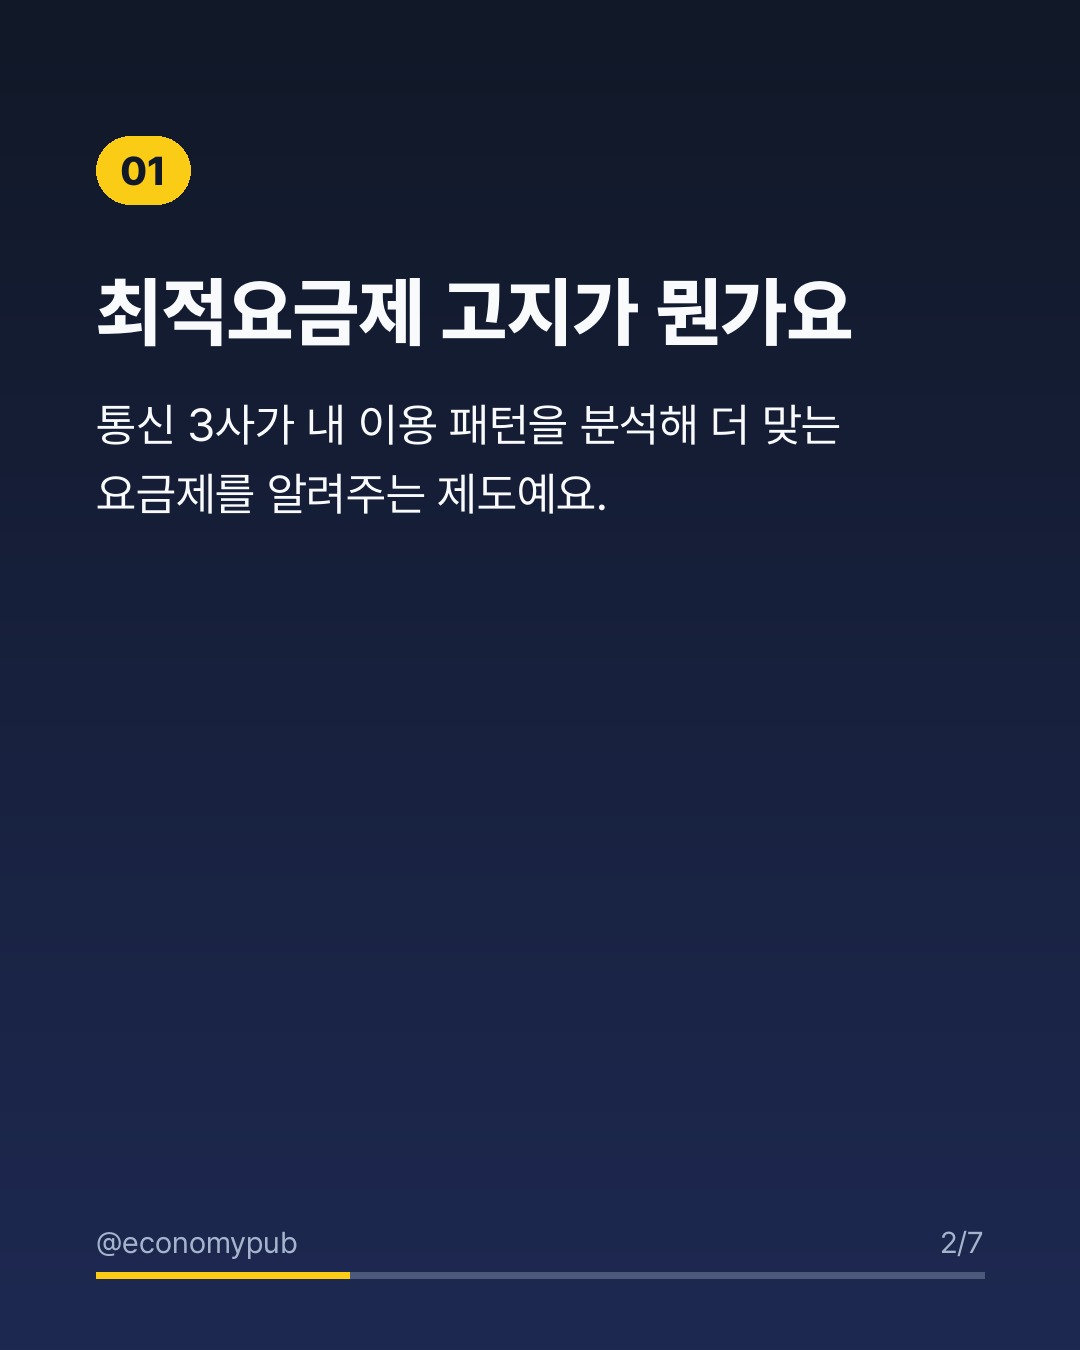 01
최적요금제 고지가 뭔가요
통신 3사가 내 이용 패턴을 분석해 더 맞는
요금제를 알려주는 제도예요.
@economypub
2/7